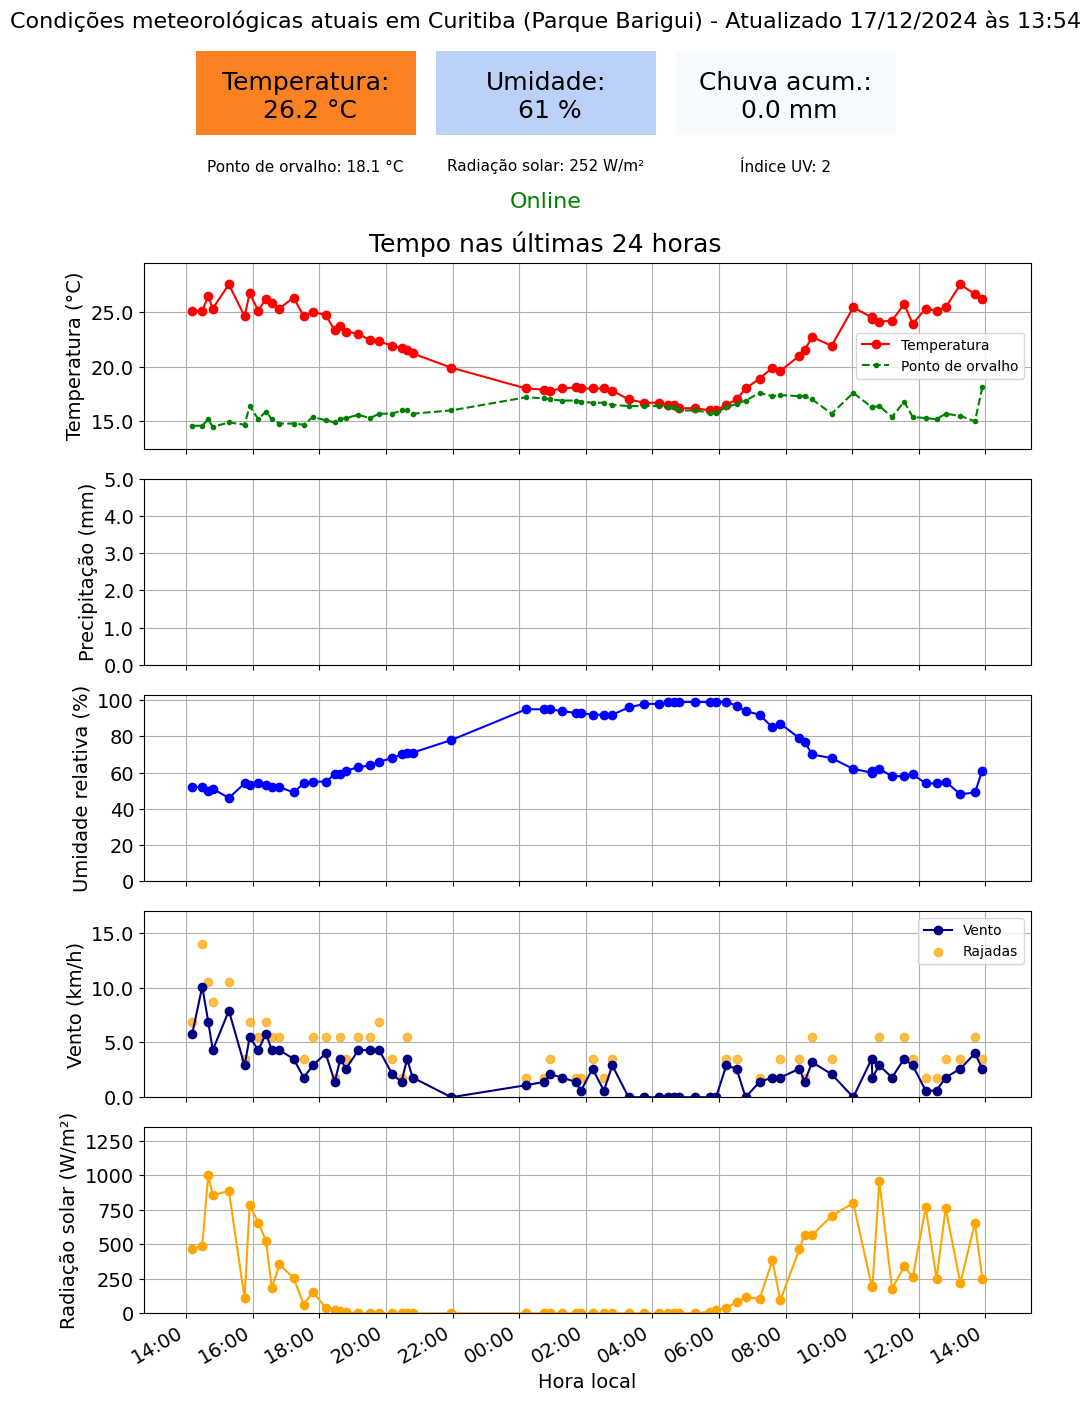 Condições meteorológicas atuais em Curitiba (Parque Barigui) - Atualizado 17/12/2024 às 13:54
Temperatura:
26.2 °C
Umidade:
61 %
Chuva acum.:
0.0 mm
Ponto de orvalho: 18.1 °C
Radiação solar: 252 W/m²
Índice UV: 2
Online
Tempo nas últimas 24 horas
Temperatura (°C)
25.0
20.0
15.0
Temperatura
Ponto de orvalho
Precipitação (mm)
5.0
4.0
3.0
2.0
1.0
0.0
Umidade relativa (%)
100
80
60
40
20
0
Vento (km/h)
15.0
10.0
5.0
0.0
Vento
Rajadas
Radiação solar (W/m²)
1250
1000
750
500
250
0
14:00
16:00
18:00
20:00
22:00
00:00
02:00
04:00
06:00
08:00
10:00
12:00
14:00
Hora local